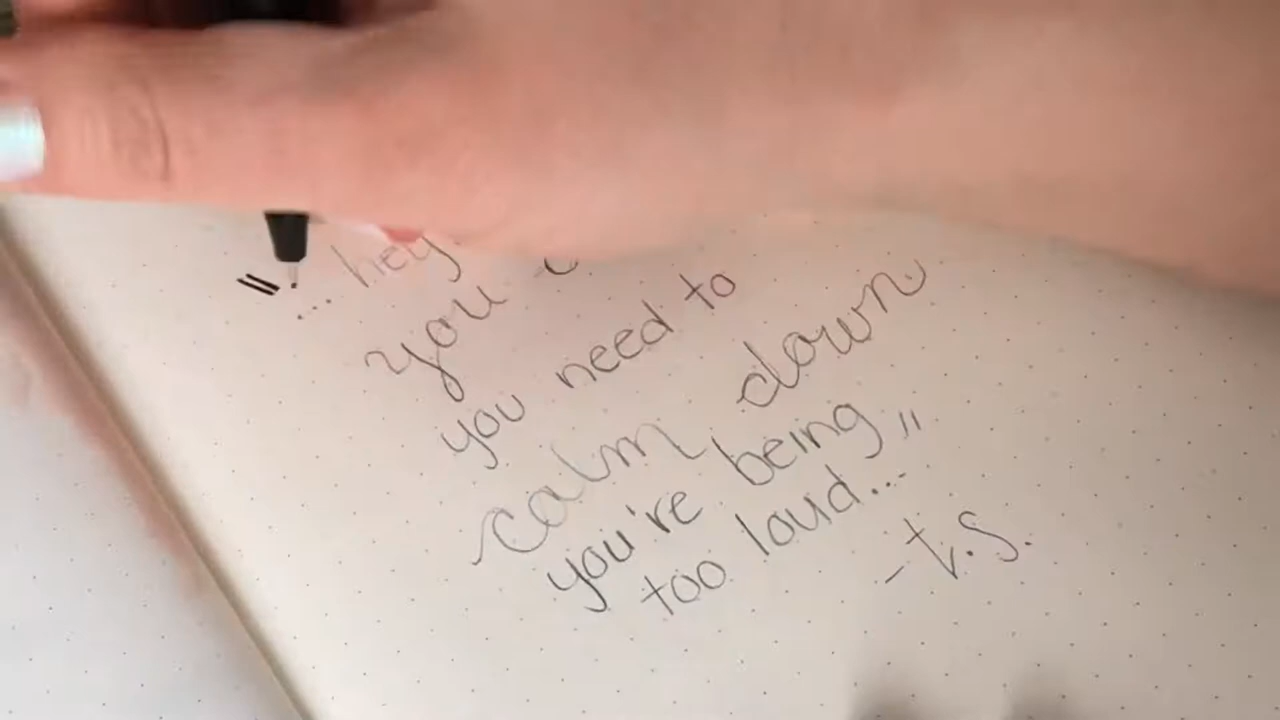 "... hey
you
you need to
calm down
you're being "
too loud...
- t.s.